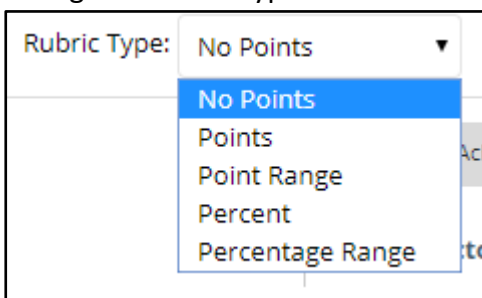 Rubric Type: No Points
No Points
Points
Point Range
Percent
Percentage Range